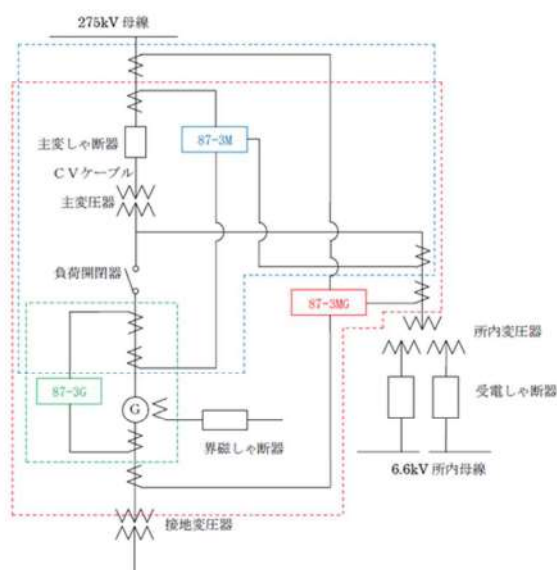 275kV 母線
主変しゃ断器
87-3M
ＣＶケーブル
主変圧器
負荷開閉器
87-3MG
所内変圧器
87-3G
G
受電しゃ断器
界磁しゃ断器
6.6kV 所内母線
接地変圧器